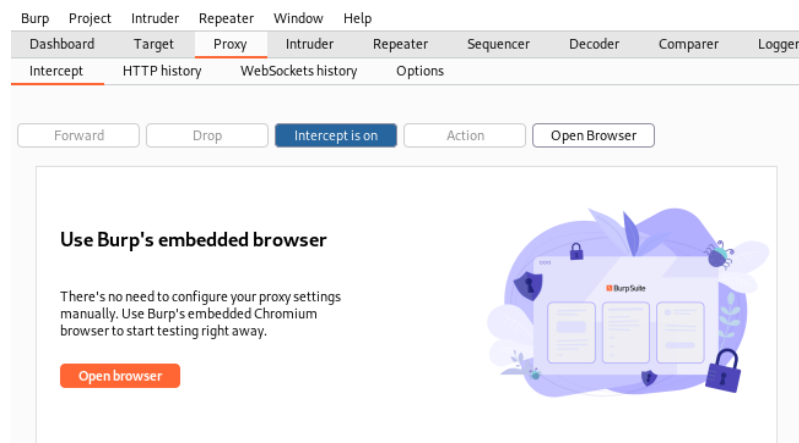 Burp Project Intruder Repeater Window Help
Dashboard Target Proxy Intruder Repeater Sequencer Decoder Comparer Logger
Intercept HTTP history WebSockets history Options
Forward Drop Intercept is on Action Open Browser
Use Burp's embedded browser
There's no need to configure your proxy settings
manually. Use Burp's embedded Chromium
browser to start testing right away.
Open browser
BurpSuite